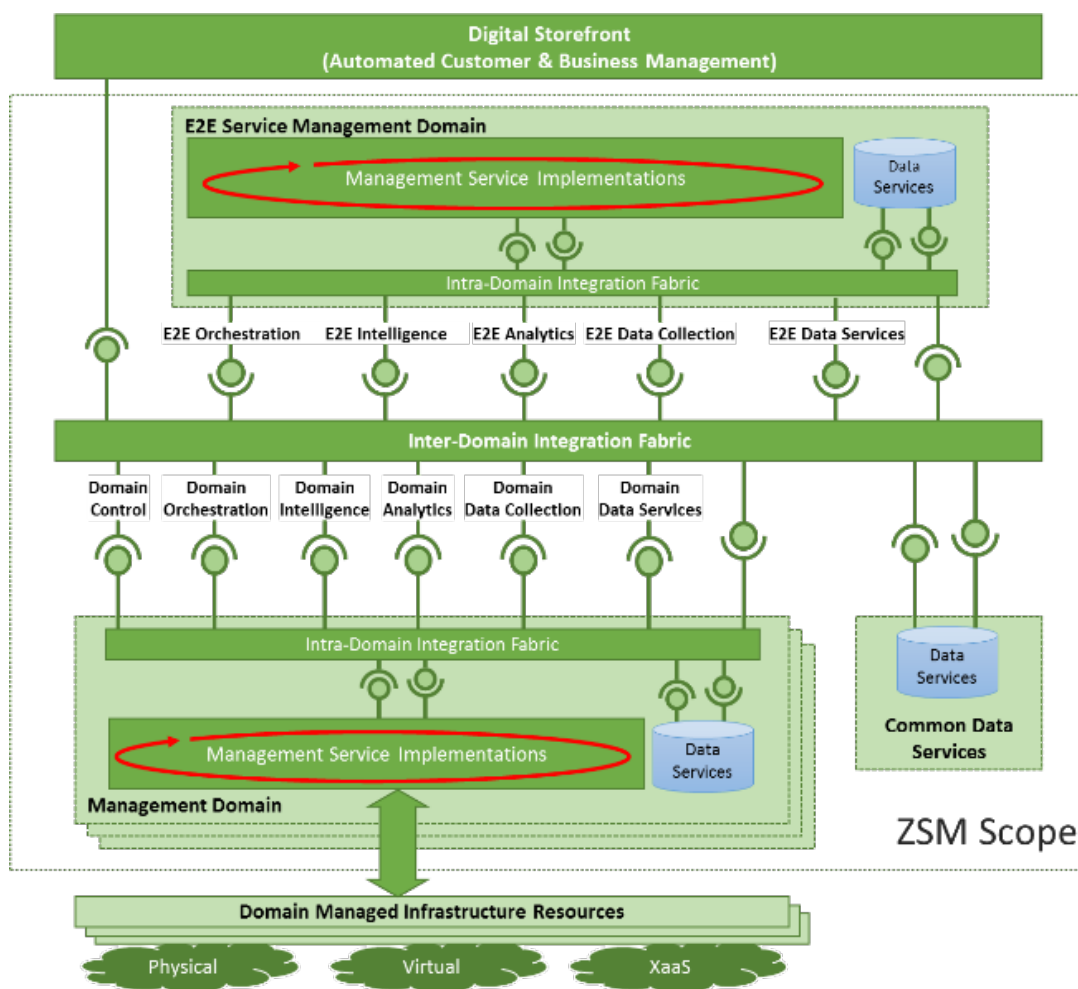 Digital Storefront
(Automated Customer & Business Management)
E2E Service Management Domain
Management Service Implementations
Data
Services
Intra-Domain Integration Fabric
E2E Orchestration
E2E Intelligence
E2E Analytics
E2E Data Collection
E2E Data Services
Inter-Domain Integration Fabric
Domain
Control
Domain
Orchestration
Domain
Intelligence
Domain
Analytics
Domain
Data Collection
Domain
Data Services
Intra-Domain Integration Fabric
Management Service Implementations
Data
Services
Management Domain
Data
Services
Common Data
Services
ZSM Scope
Domain Managed Infrastructure Resources
Physical
Virtual
XaaS